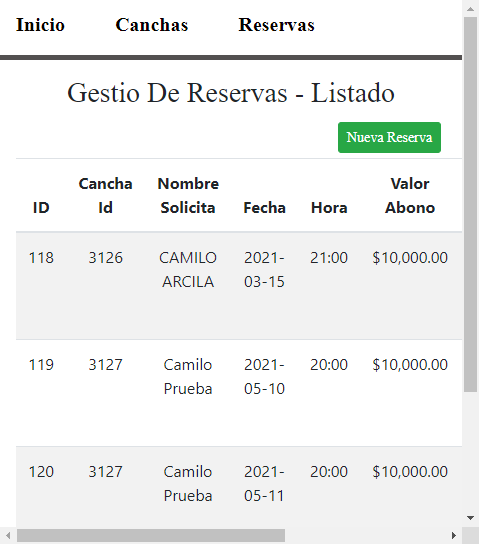 Inicio Canchas Reservas
Gestio De Reservas - Listado
Nueva Reserva
ID Cancha Id Nombre Solicita Fecha Hora Valor Abono
118 3126 CAMILO ARCILA 2021-03-15 21:00 $10,000.00
119 3127 Camilo Prueba 2021-05-10 20:00 $10,000.00
120 3127 Camilo Prueba 2021-05-11 20:00 $10,000.00